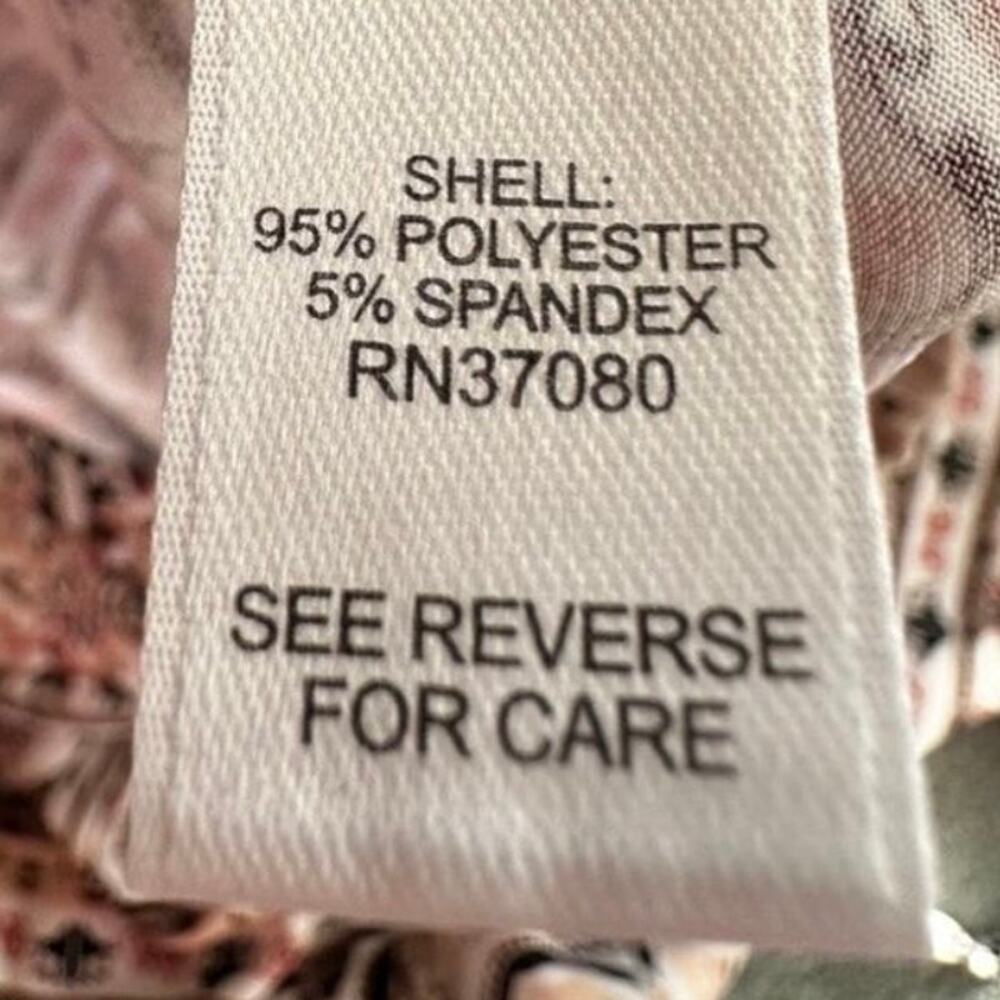 SHELL:
95% POLYESTER
5% SPANDEX
RN37080
SEE REVERSE
FOR CARE